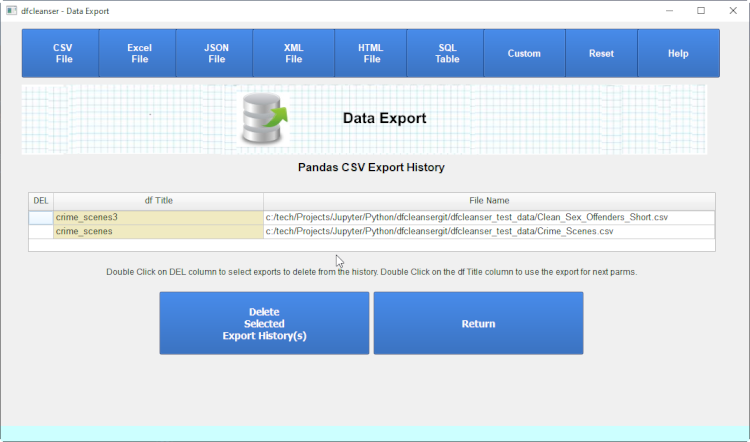 dfcleanser - Data Export
CSV
File
Excel
File
JSON
File
XML
File
HTML
File
SQL
Table
Custom
Reset
Help
Data Export
Pandas CSV Export History
DEL df Title File Name
crime_scenes3 c:/tech/Projects/Jupyter/Python/dfcleansergit/dfcleanser_test_data/Clean_Sex_Offenders_Short.csv
crime_scenes c:/tech/Projects/Jupyter/Python/dfcleansergit/dfcleanser_test_data/Crime_Scenes.csv
Double Click on DEL column to select exports to delete from the history. Double Click on the df Title column to use the export for next parms.
Delete
Selected
Export History(s)
Return